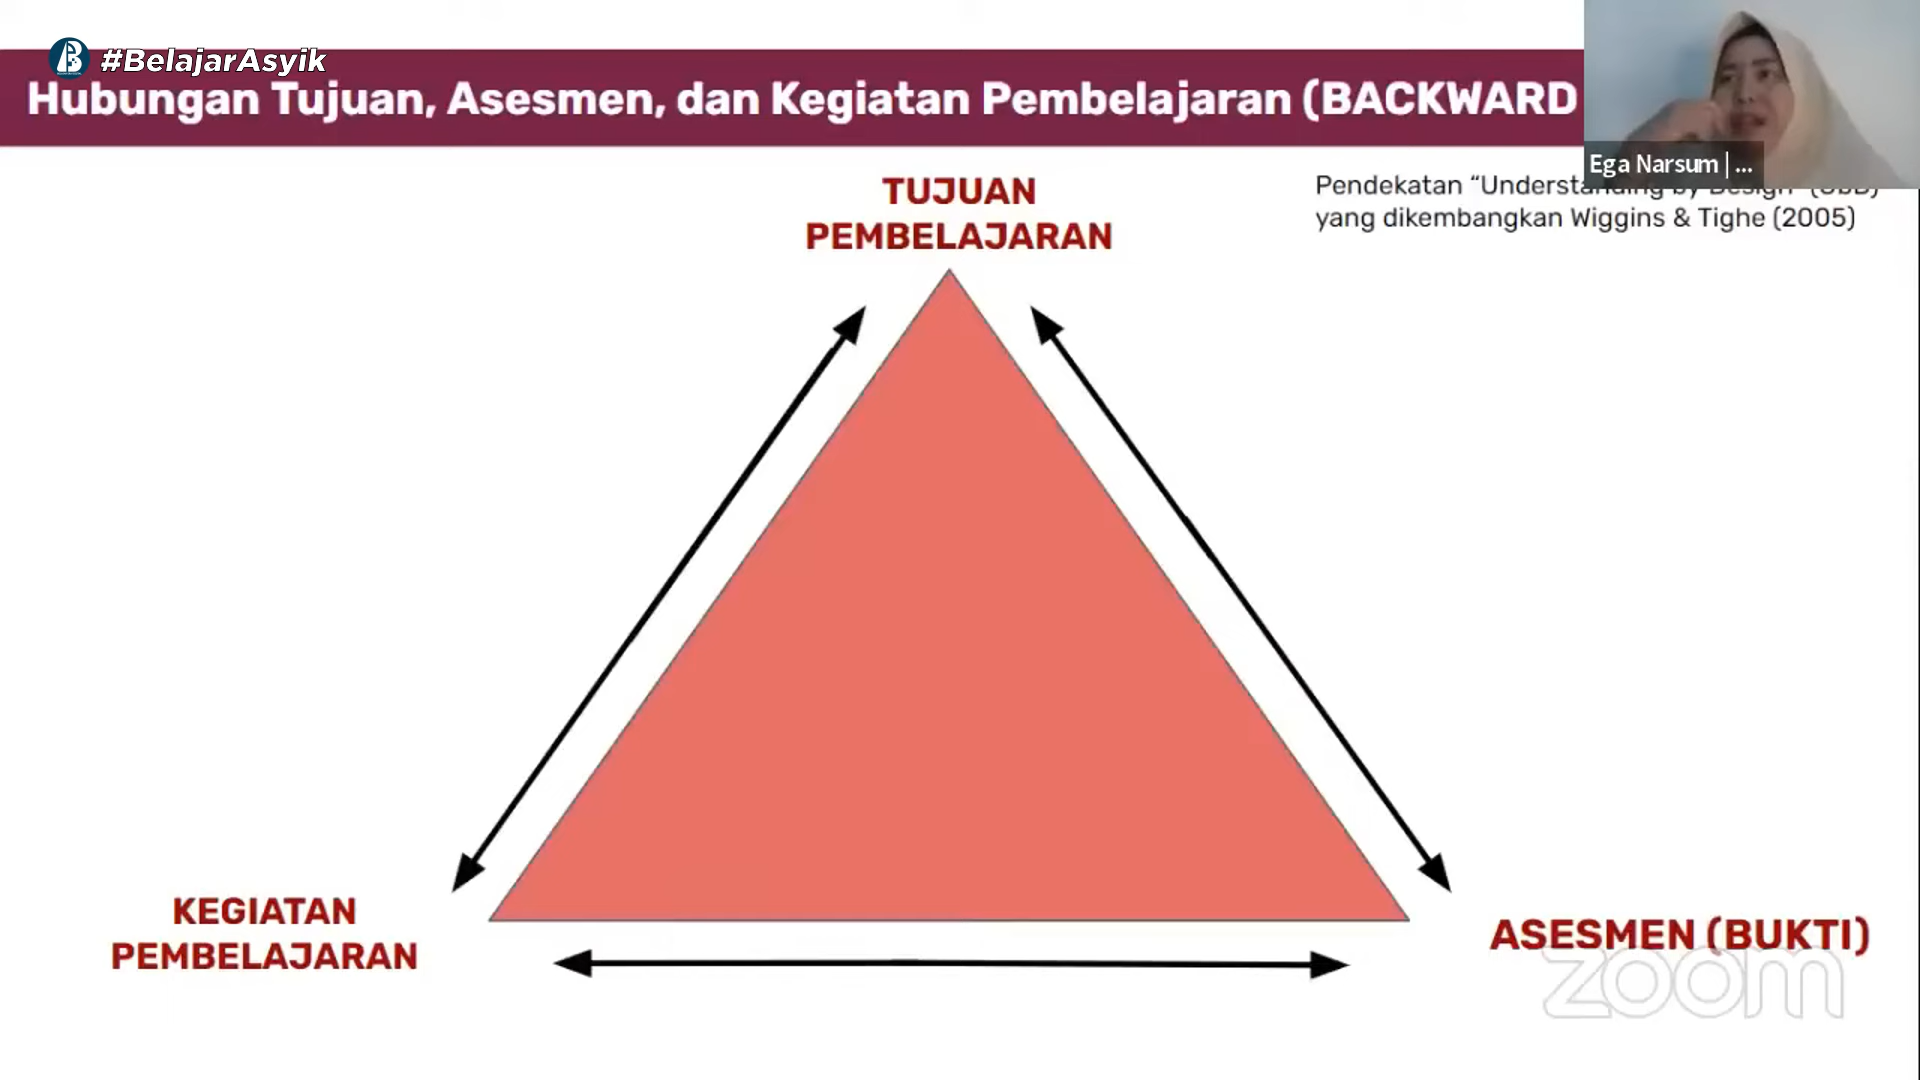 #BelajarAsyik
Hubungan Tujuan, Asesmen, dan Kegiatan Pembelajaran (BACKWARD
Ega Narsum | ...
Pendekatan “Understanding by Design” (UbD)
yang dikembangkan Wiggins & Tighe (2005)
TUJUAN
PEMBELAJARAN
KEGIATAN
PEMBELAJARAN
ASESMEN (BUKTI)
zoom